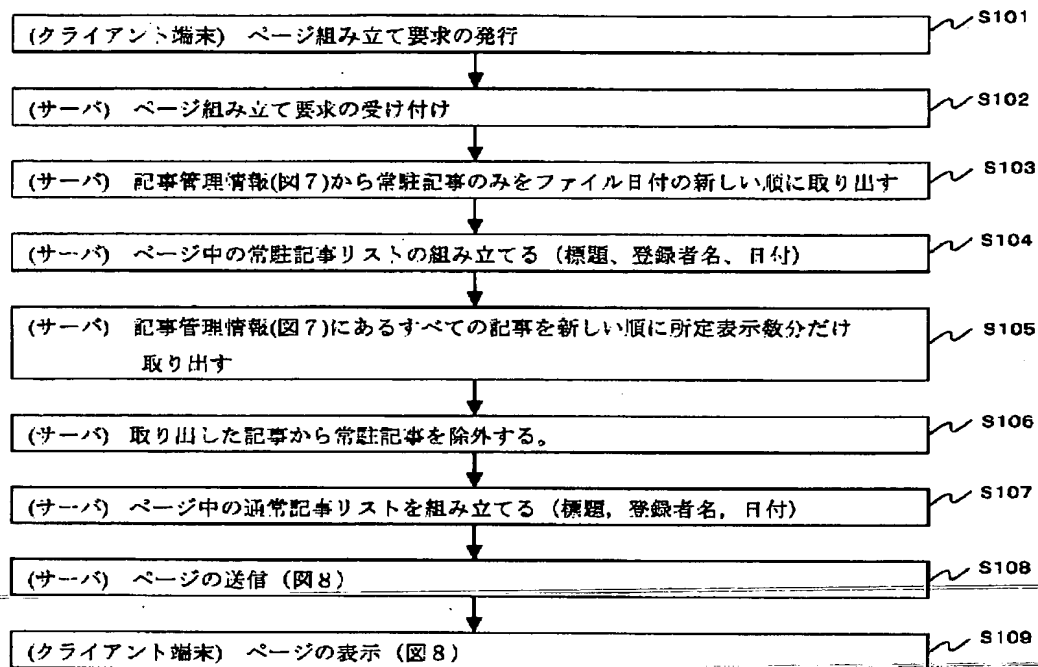 (クライアント端末) ページ組み立て要求の発行
S101
(サーバ) ページ組み立て要求の受け付け
S102
(サーバ) 記事管理情報(図7)から常駐記事のみをファイル日付の新しい順に取り出す
S103
(サーバ) ページ中の常駐記事リストの組み立てる (標題、登録者名、日付)
S104
(サーバ) 記事管理情報(図7)にあるすべての記事を新しい順に所定表示数分だけ
取り出す
S105
(サーバ) 取り出した記事から常駐記事を除外する。
S106
(サーバ) ページ中の通常記事リストを組み立てる (標題, 登録者名, 日付)
S107
(サーバ) ページの送信 (図8)
S108
(クライアント端末) ページの表示 (図8)
S109